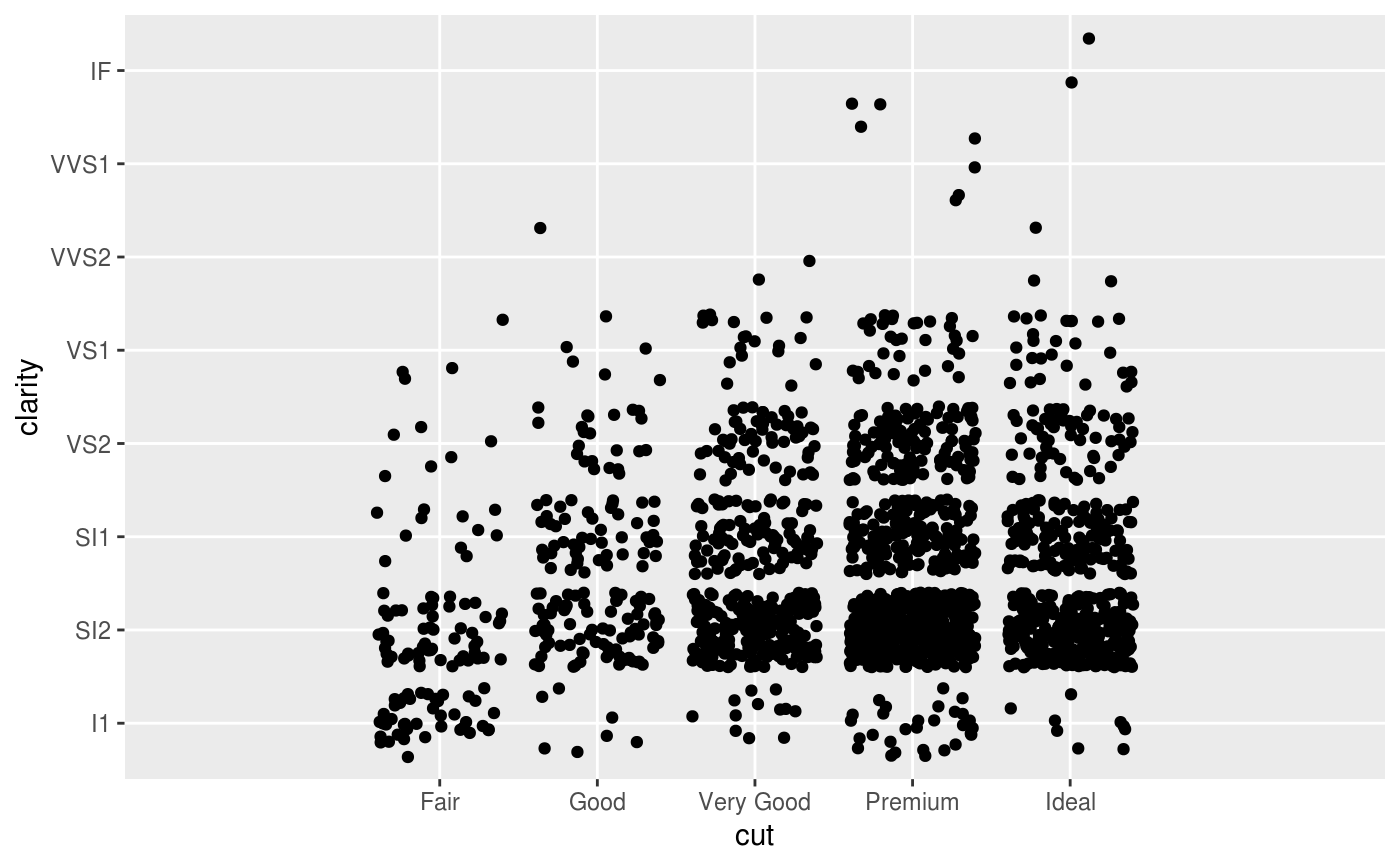 IF
VVS1
VVS2
VS1
VS2
SI1
SI2
I1
clarity
Fair Good Very Good Premium Ideal
cut